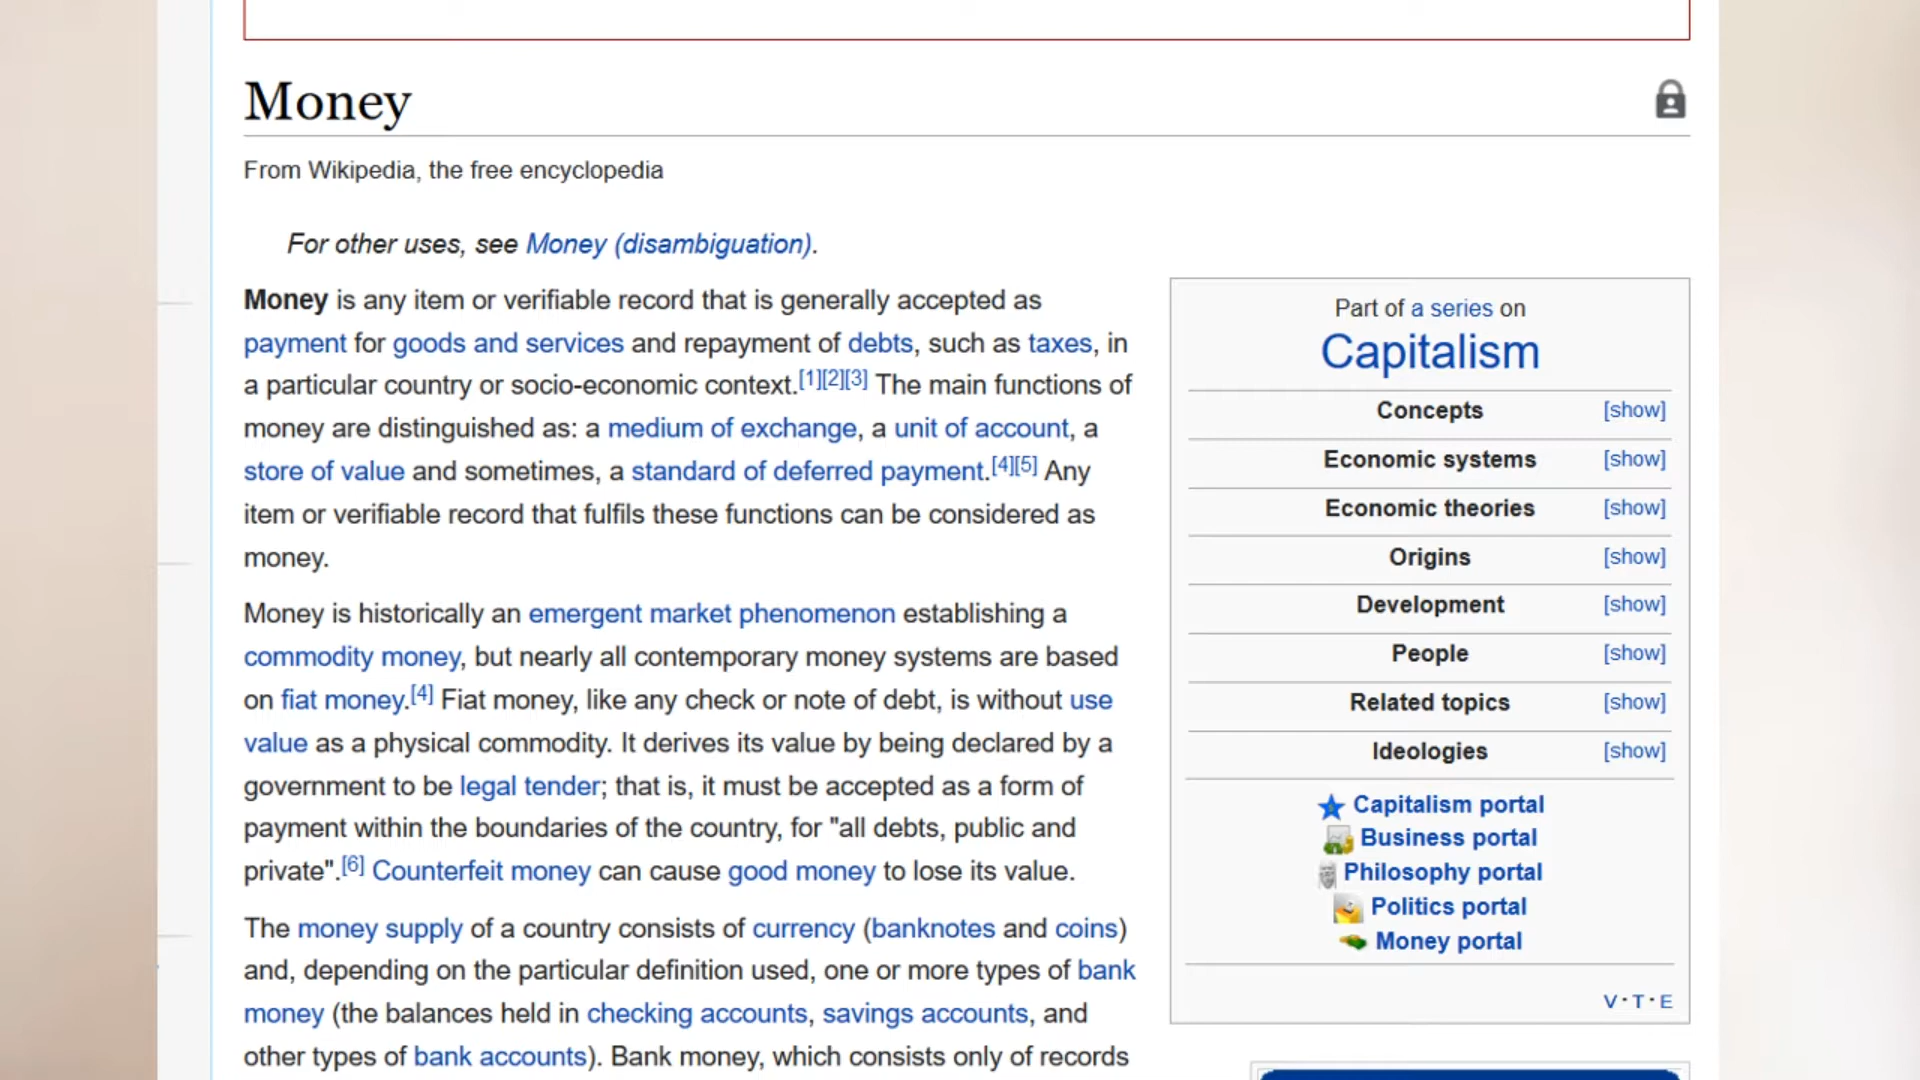 Money
From Wikipedia, the free encyclopedia
For other uses, see Money (disambiguation).
Money is any item or verifiable record that is generally accepted as
payment for goods and services and repayment of debts, such as taxes, in
a particular country or socio-economic context.[1][2][3] The main functions of
money are distinguished as: a medium of exchange, a unit of account, a
store of value and sometimes, a standard of deferred payment.[4][5] Any
item or verifiable record that fulfils these functions can be considered as
money.
Money is historically an emergent market phenomenon establishing a
commodity money, but nearly all contemporary money systems are based
on fiat money.[4] Fiat money, like any check or note of debt, is without use
value as a physical commodity. It derives its value by being declared by a
government to be legal tender; that is, it must be accepted as a form of
payment within the boundaries of the country, for "all debts, public and
private".[6] Counterfeit money can cause good money to lose its value.
The money supply of a country consists of currency (banknotes and coins)
and, depending on the particular definition used, one or more types of bank
money (the balances held in checking accounts, savings accounts, and
other types of bank accounts). Bank money, which consists only of records
Part of a series on
Capitalism
Concepts [show]
Economic systems [show]
Economic theories [show]
Origins [show]
Development [show]
People [show]
Related topics [show]
Ideologies [show]
Capitalism portal
Business portal
Philosophy portal
Politics portal
Money portal
V · T · E